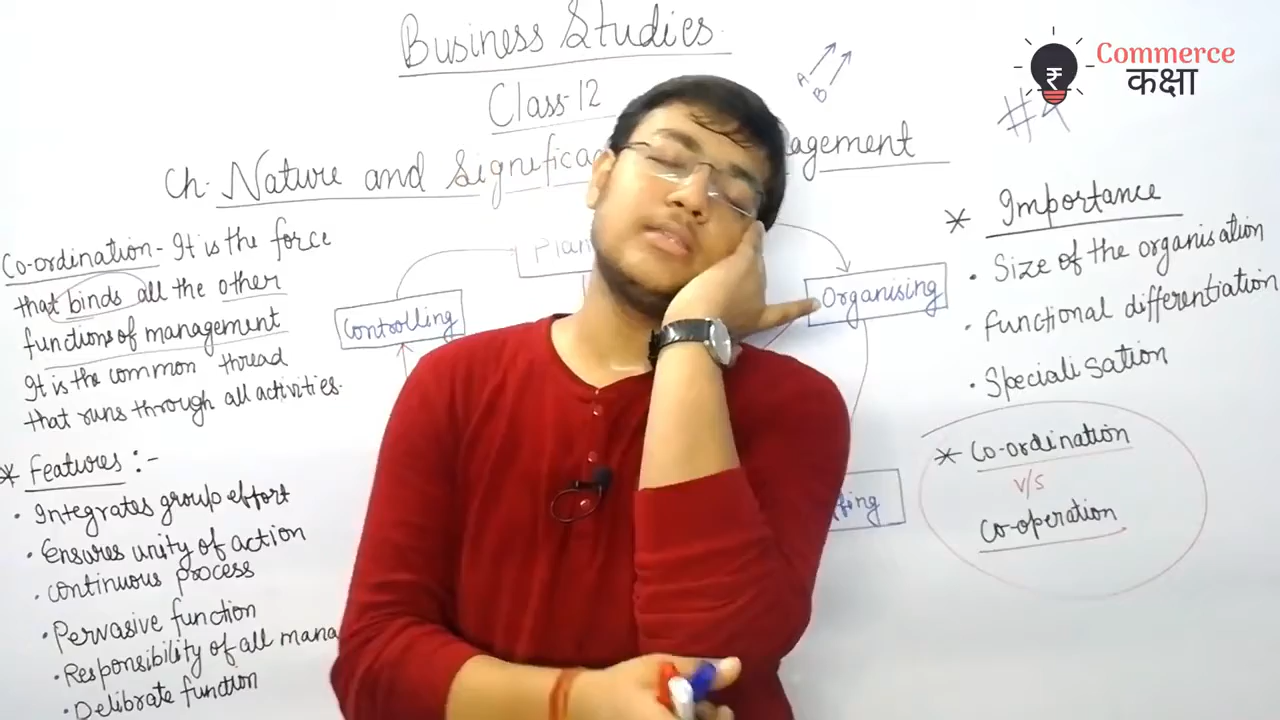 Business Studies
Class-12
Ch. Nature and Significa agement
Commerce
कक्षा
₹
#4
A
B
Co-ordination- It is the force
that binds all the other
functions of management
It is the common thread
that runs through all activities.
* Features :-
• Integrates group effort
• Ensures unity of action
• continuous process
• Pervasive function
• Responsibility of all mana
• Delibrate function
Plan
Controlling
Organising
ffing
* Importance
• Size of the organisation
• Functional differentiation
• Specialisation
* Co-ordination
v/s
Co-operation